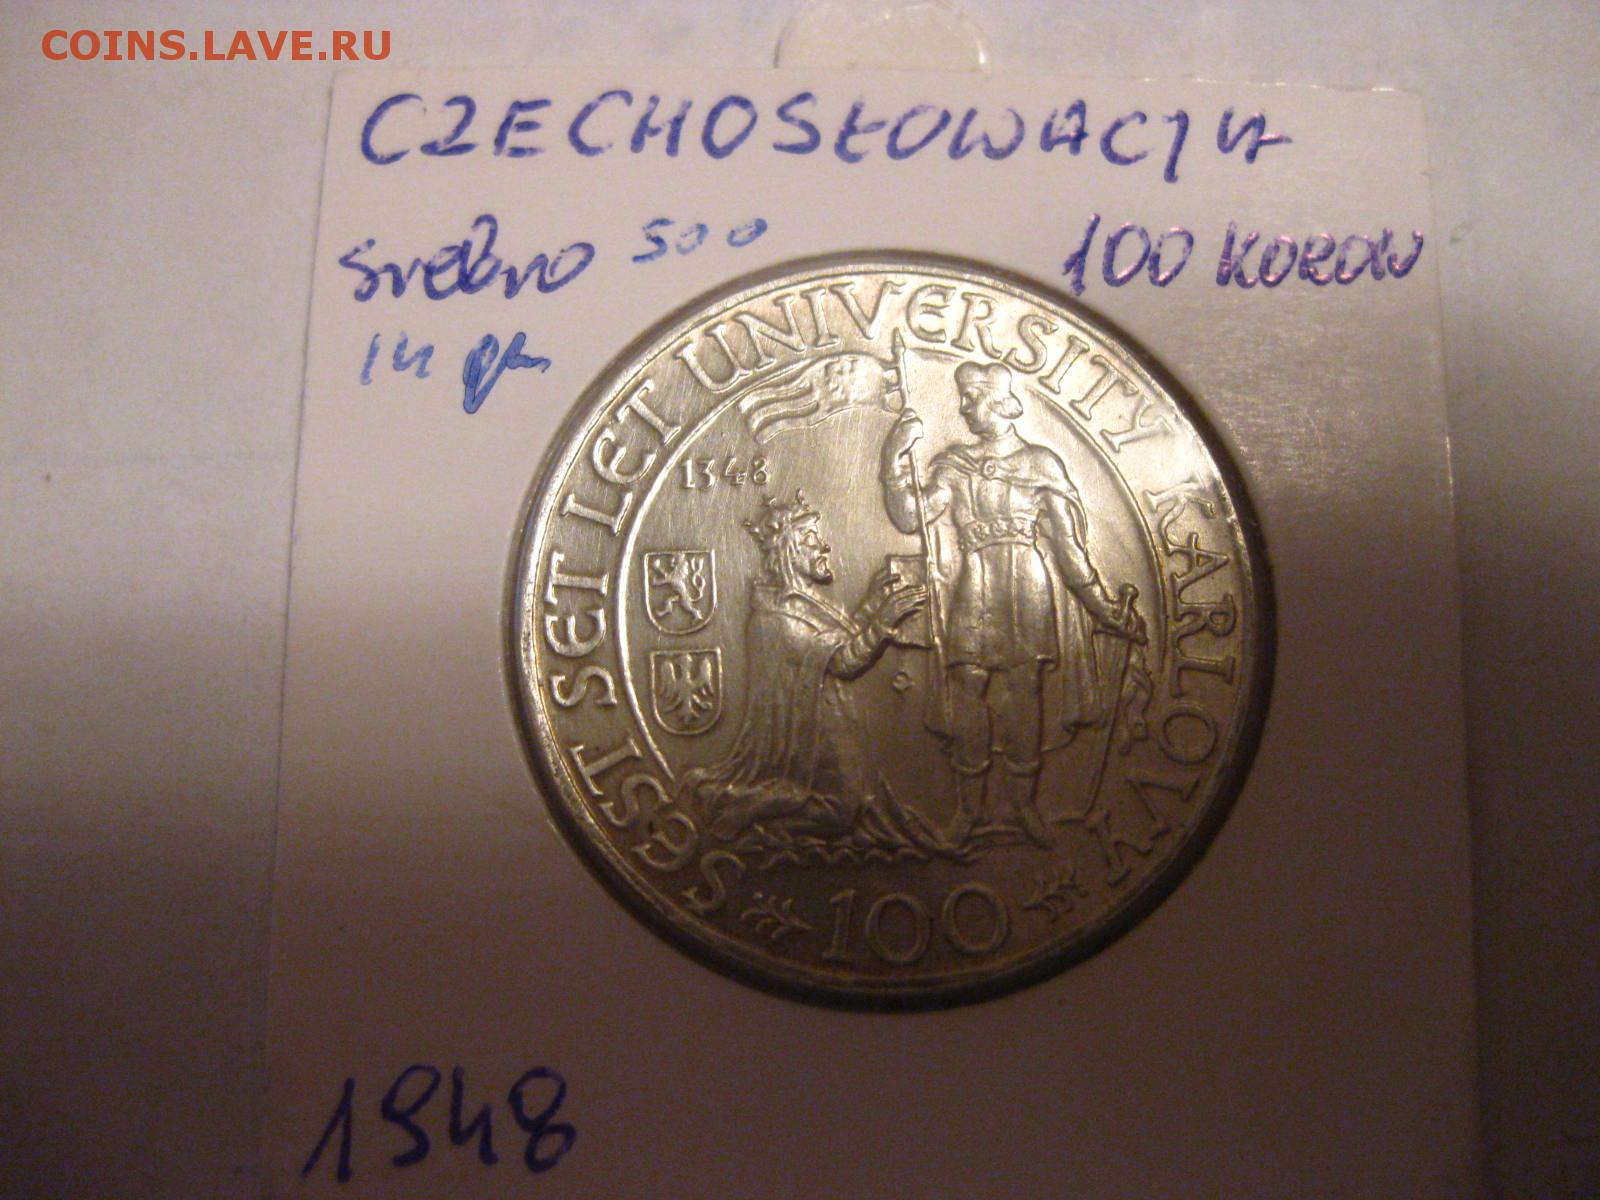 COINS.LAVE.RU
CZECHOSŁOWACJA
srebro 500
100 KORON
14 gr
ŠEST SET LET UNIVERSITY KARLOVY
1348
100
1948